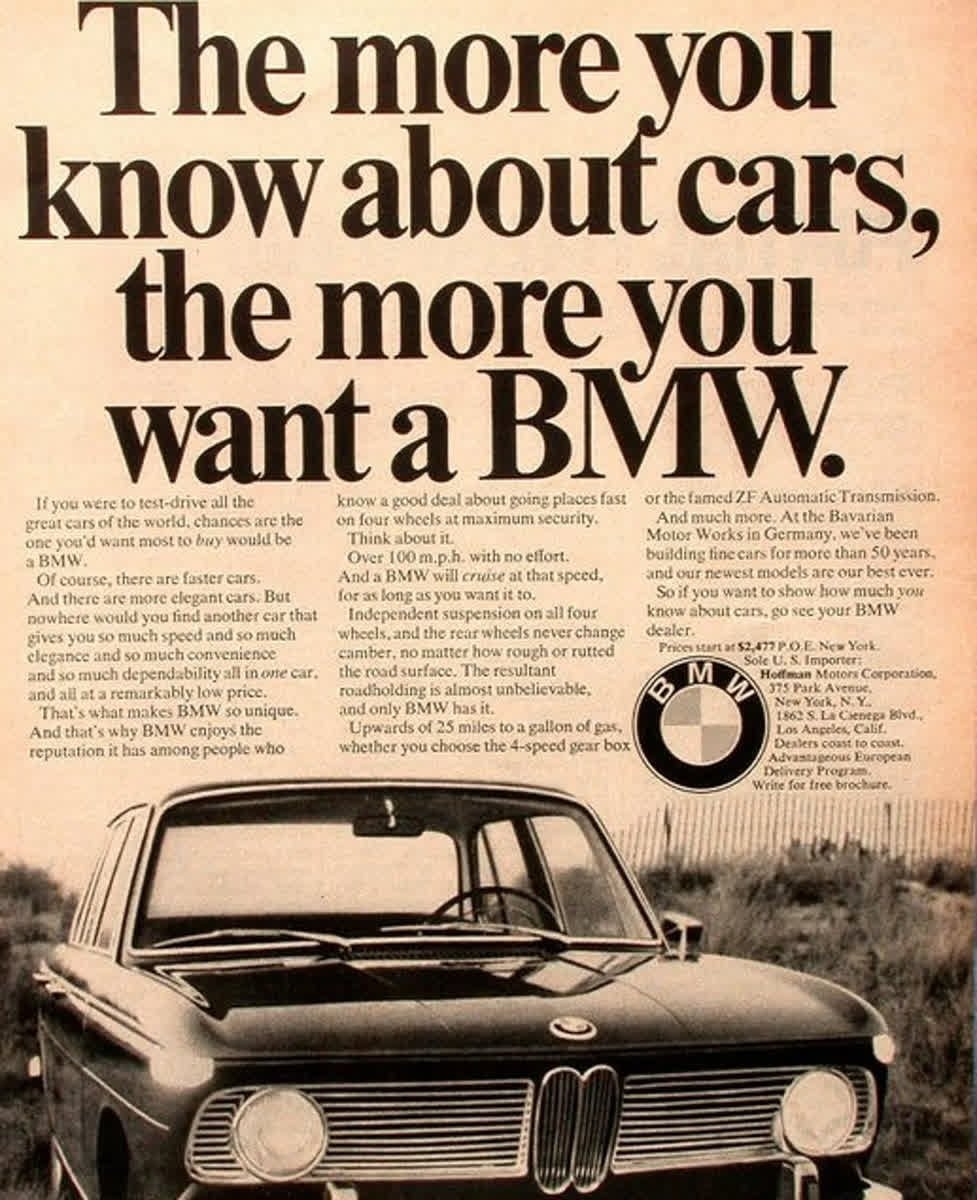 The more you
know about cars,
the more you
want a BMW.
If you were to test-drive all the
great cars of the world, chances are the
one you'd want most to buy would be
a BMW.
Of course, there are faster cars.
And there are more elegant cars. But
nowhere would you find another car that
gives you so much speed and so much
elegance and so much convenience
and so much dependability all in one car,
and all at a remarkably low price.
That's what makes BMW so unique.
And that's why BMW enjoys the
reputation it has among people who
know a good deal about going places fast
on four wheels at maximum security.
Think about it.
Over 100 m.p.h. with no effort.
And a BMW will cruise at that speed,
for as long as you want it to.
Independent suspension on all four
wheels, and the rear wheels never change
camber, no matter how rough or rutted
the road surface. The resultant
roadholding is almost unbelievable,
and only BMW has it.
Upwards of 25 miles to a gallon of gas,
whether you choose the 4-speed gear box
or the famed ZF Automatic Transmission.
And much more. At the Bavarian
Motor Works in Germany, we've been
building fine cars for more than 50 years,
and our newest models are our best ever.
So if you want to show how much you
know about cars, go see your BMW
dealer.
Prices start at $2,477 P.O.E. New York.
Sole U. S. Importer:
Hoffman Motors Corporation,
375 Park Avenue,
New York, N. Y.,
1862 S. La Cienega Blvd.,
Los Angeles, Calif.
Dealers coast to coast.
Advantageous European
Delivery Program.
Write for free brochure.
BMW